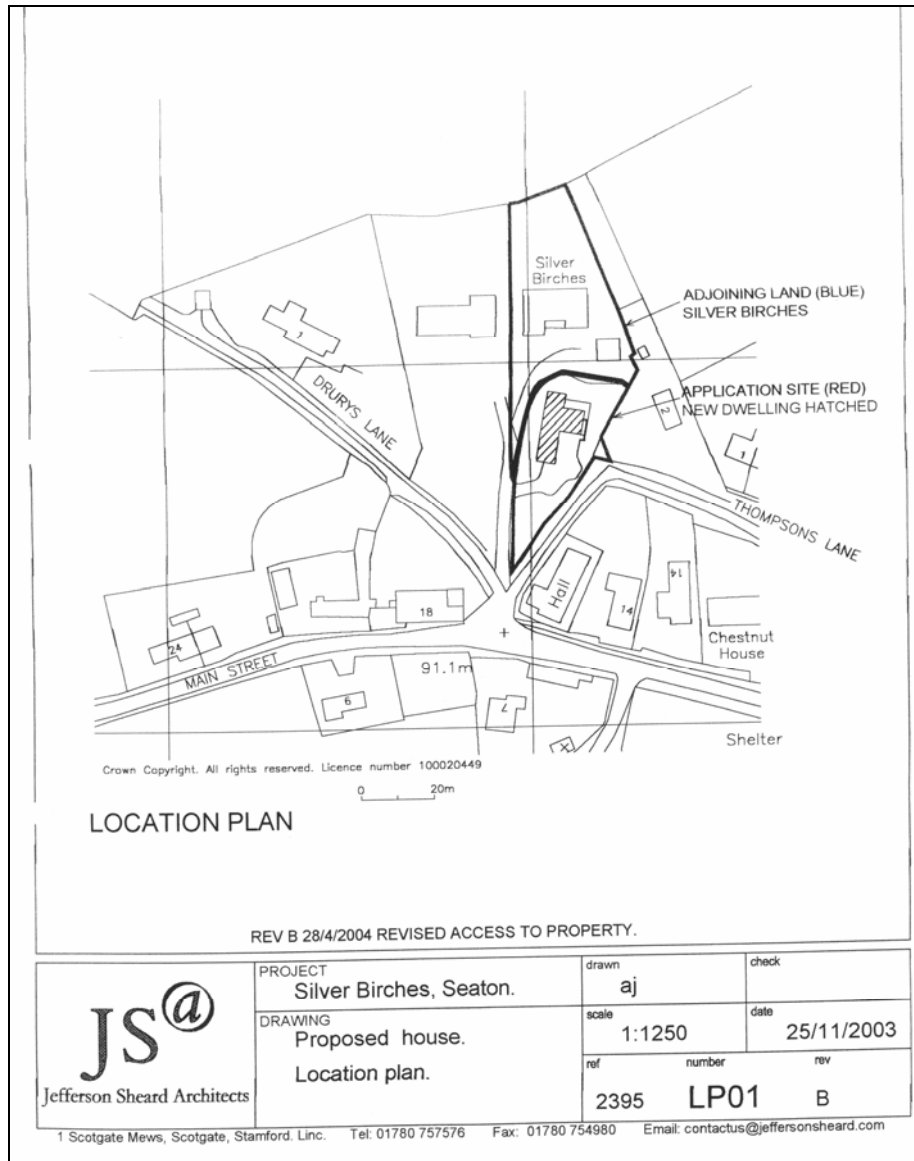 Silver
Birches
ADJOINING LAND (BLUE)
SILVER BIRCHES
APPLICATION SITE (RED)
NEW DWELLING HATCHED
DRURYS LANE
2
1
THOMPSONS LANE
Hall
14
14
18
24
Chestnut
House
MAIN STREET
91.1m
9
7
Shelter
Crown Copyright. All rights reserved. Licence number 100020449
0 20m
LOCATION PLAN
REV B 28/4/2004 REVISED ACCESS TO PROPERTY.
JS@
Jefferson Sheard Architects
PROJECT
Silver Birches, Seaton.
DRAWING
Proposed house.
Location plan.
drawn
aj
check
scale
1:1250
date
25/11/2003
ref number rev
2395 LP01 B
1 Scotgate Mews, Scotgate, Stamford. Linc. Tel: 01780 757576 Fax: 01780 754980 Email: contactus@jeffersonsheard.com